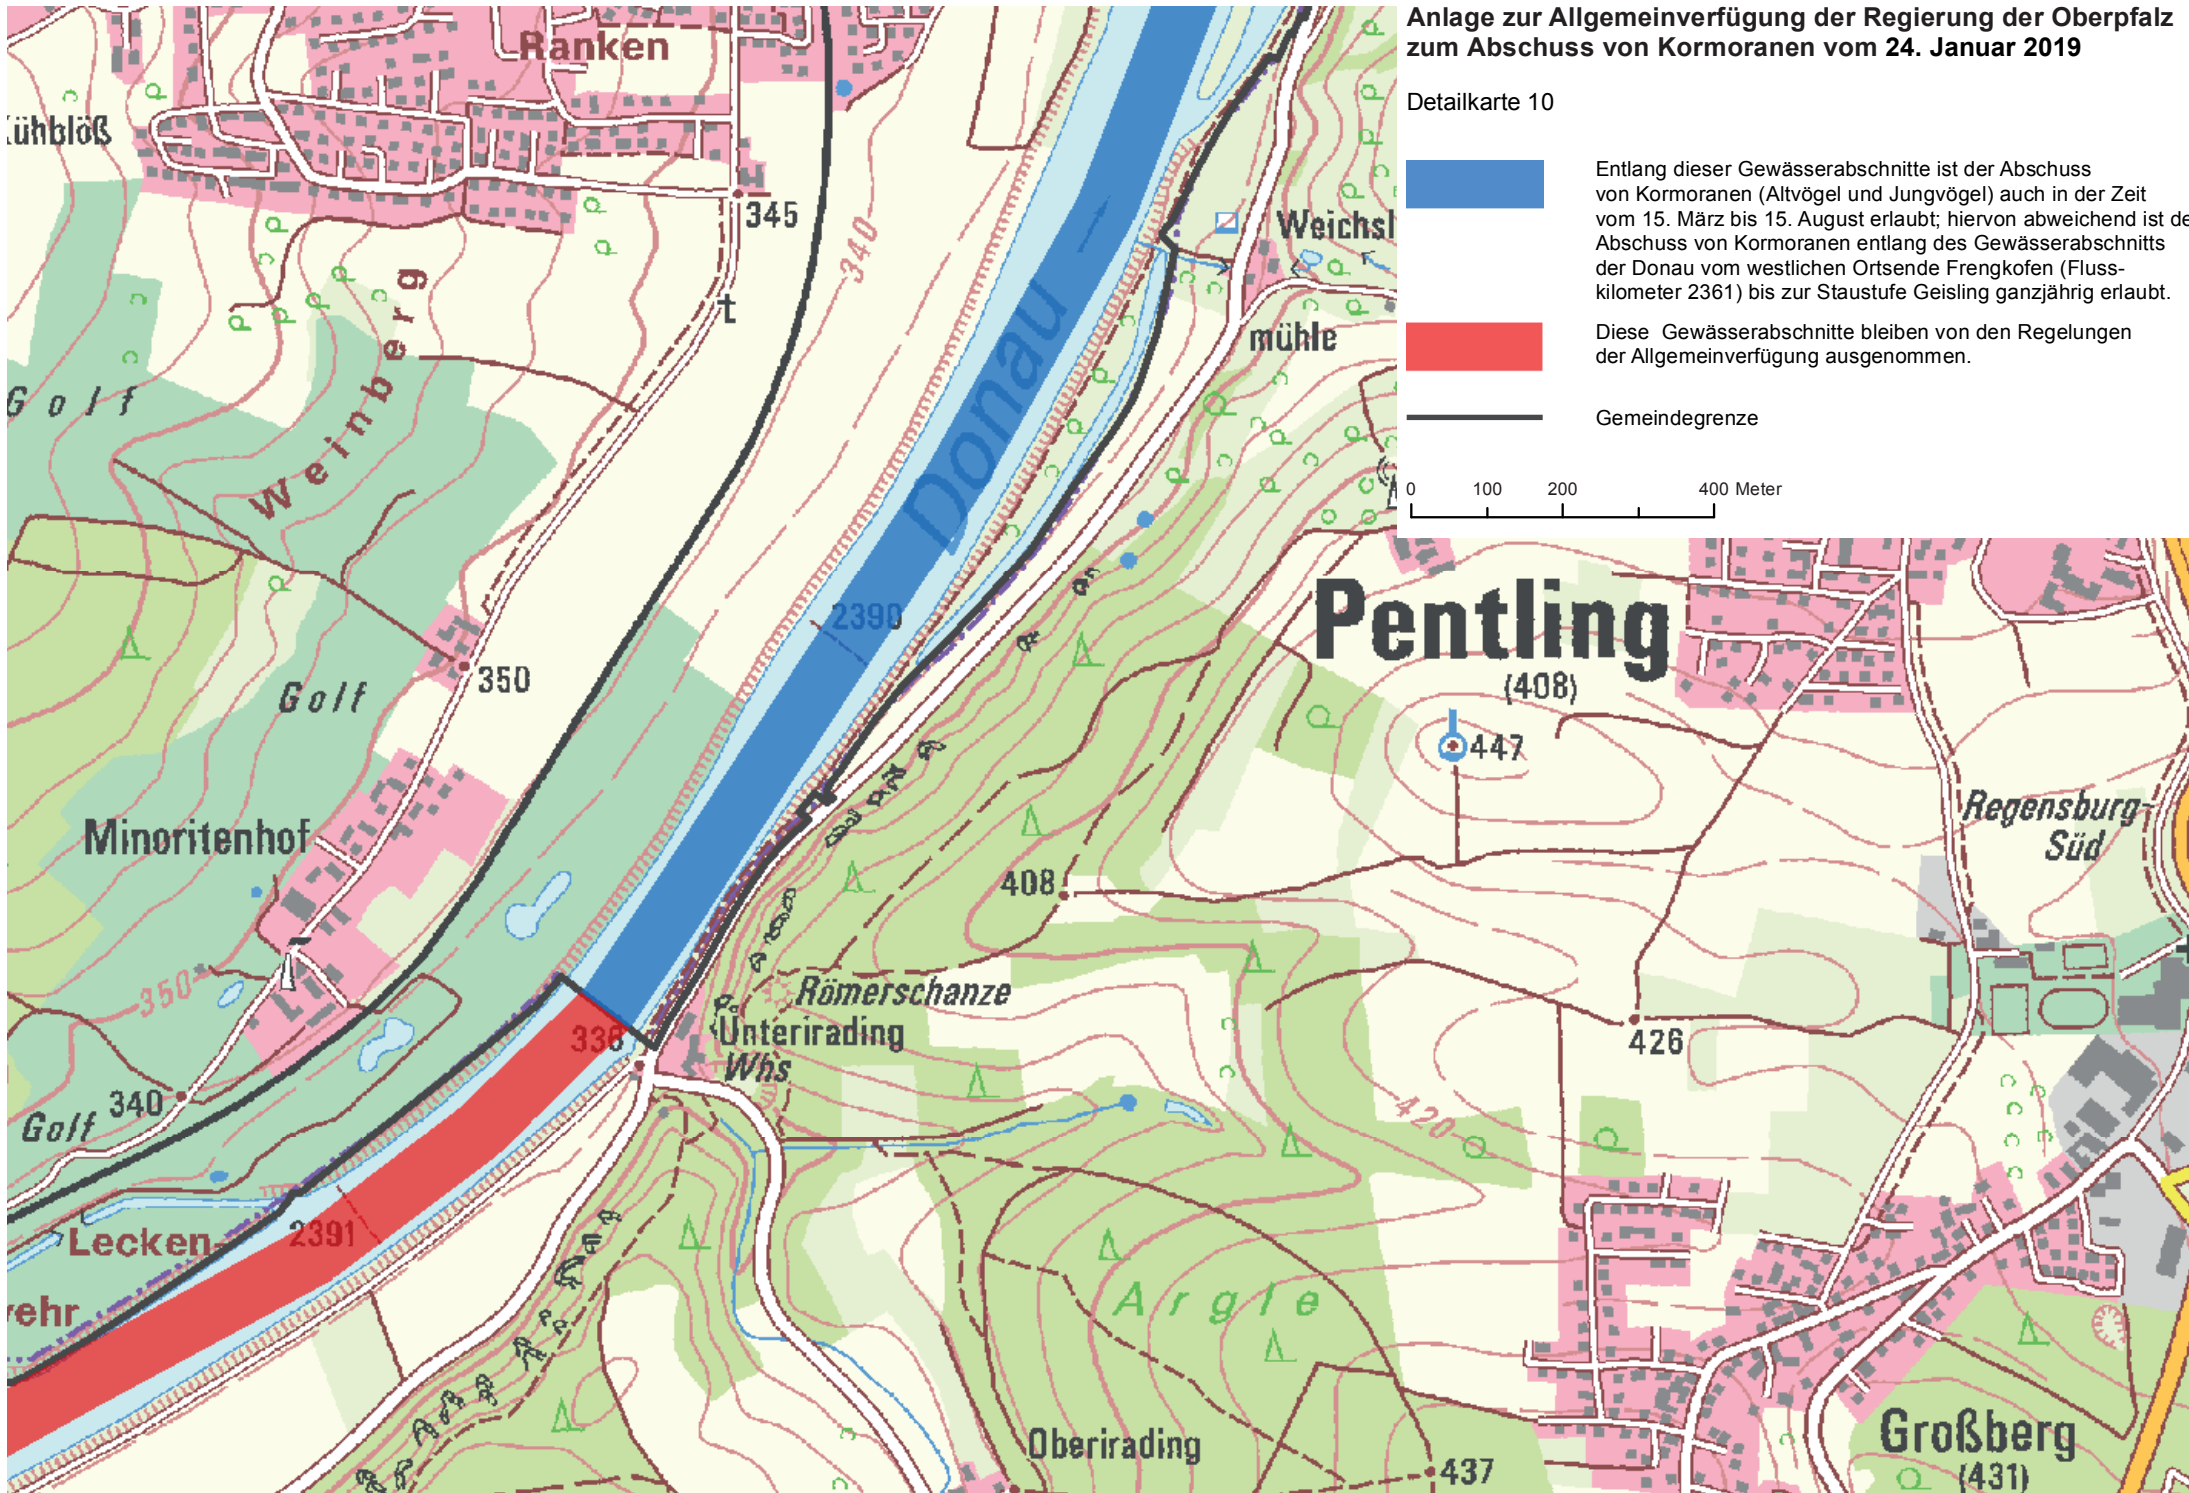 Anlage zur Allgemeinverfügung der Regierung der Oberpfalz
zum Abschuss von Kormoranen vom 24. Januar 2019
Detailkarte 10
Entlang dieser Gewässerabschnitte ist der Abschuss
von Kormoranen (Altvögel und Jungvögel) auch in der Zeit
vom 15. März bis 15. August erlaubt; hiervon abweichend ist de
Abschuss von Kormoranen entlang des Gewässerabschnitts
der Donau vom westlichen Ortsende Frengkofen (Fluss-
kilometer 2361) bis zur Staustufe Geisling ganzjährig erlaubt.
Diese Gewässerabschnitte bleiben von den Regelungen
der Allgemeinverfügung ausgenommen.
Gemeindegrenze
0 100 200 400 Meter
Ranken
ühblöß
345
340
Weichsl
mühle
Golf
Weinberg
Donau
2390
Pentling
(408)
350
Golf
447
Regensburg-
Süd
Minoritenhof
408
350
Römerschanze
336
Unterirading
Whs
426
340
Golf
420
2391
Lecken-
wehr
Argle
Oberirading
437
Großberg
(431)